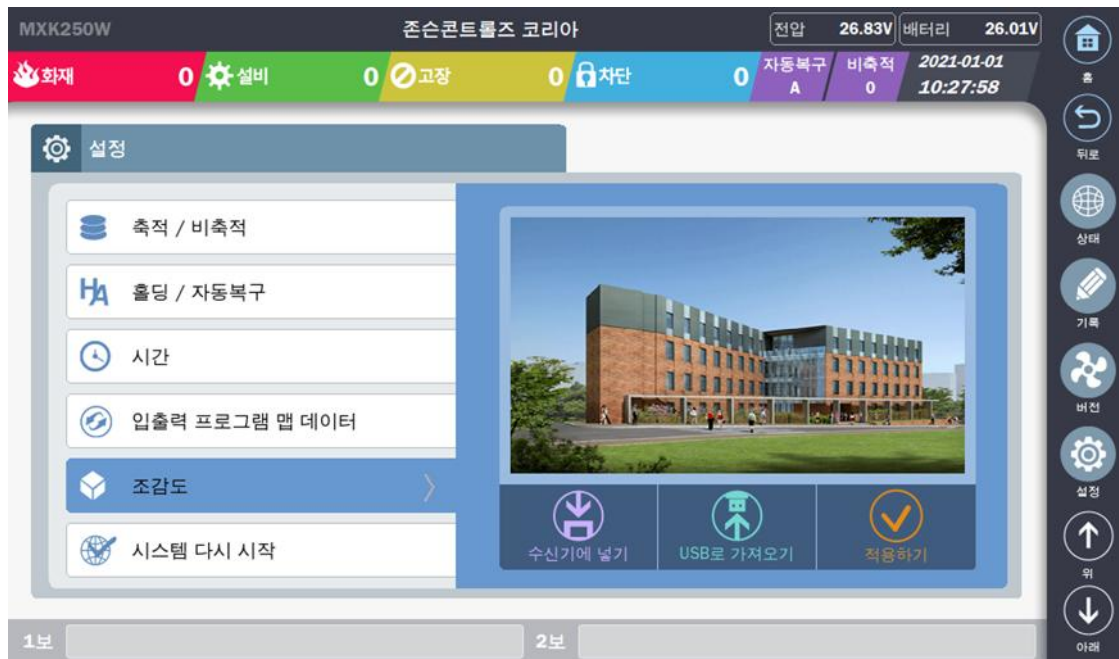 MXK250W
존슨콘트롤즈 코리아
전압 26.83V
배터리 26.01V
화재 0
설비 0
고장 0
차단 0
자동복구
A
비축적
0
2021-01-01
10:27:58
홈
뒤로
상태
기록
버전
설정
위
아래
설정
축적 / 비축적
HA 홀딩 / 자동복구
시간
입출력 프로그램 맵 데이터
조감도
시스템 다시 시작
수신기에 넣기
USB로 가져오기
적용하기
1보
2보